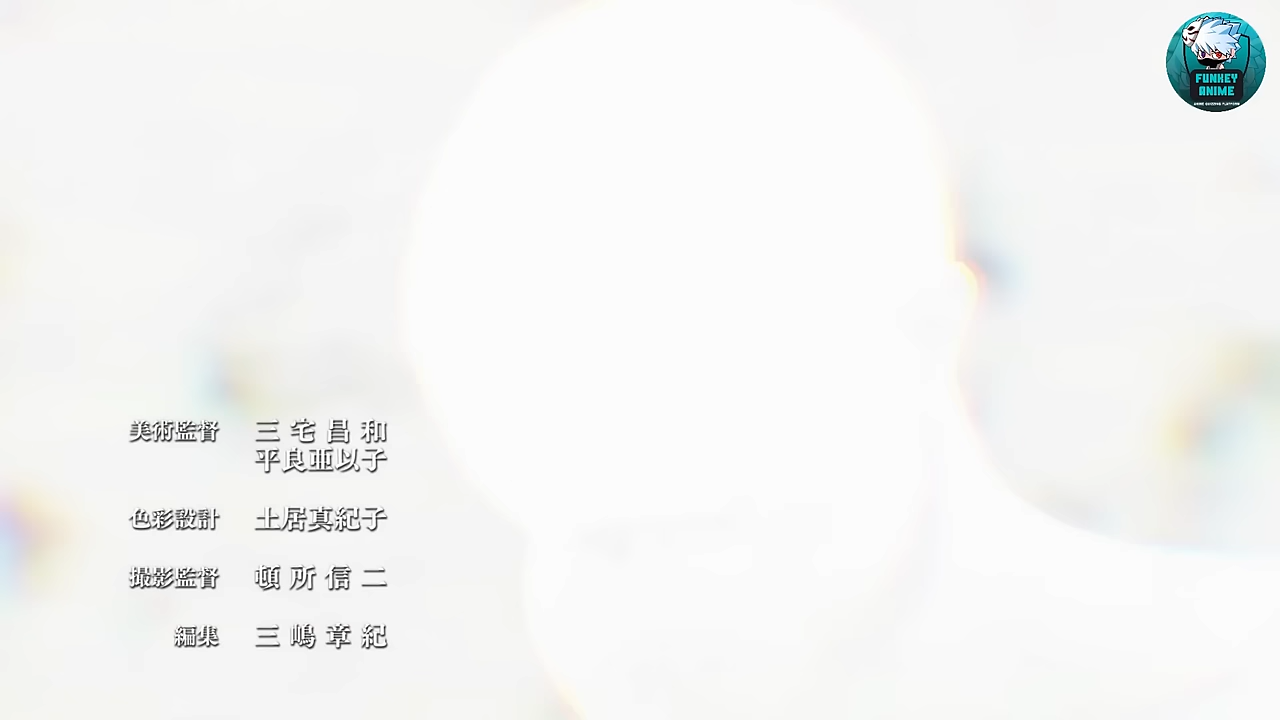 FUNKEY
ANIME
美術監督 三宅昌和
平良亜以子
色彩設計 土居真紀子
撮影監督 頓所信二
編集 三嶋章紀